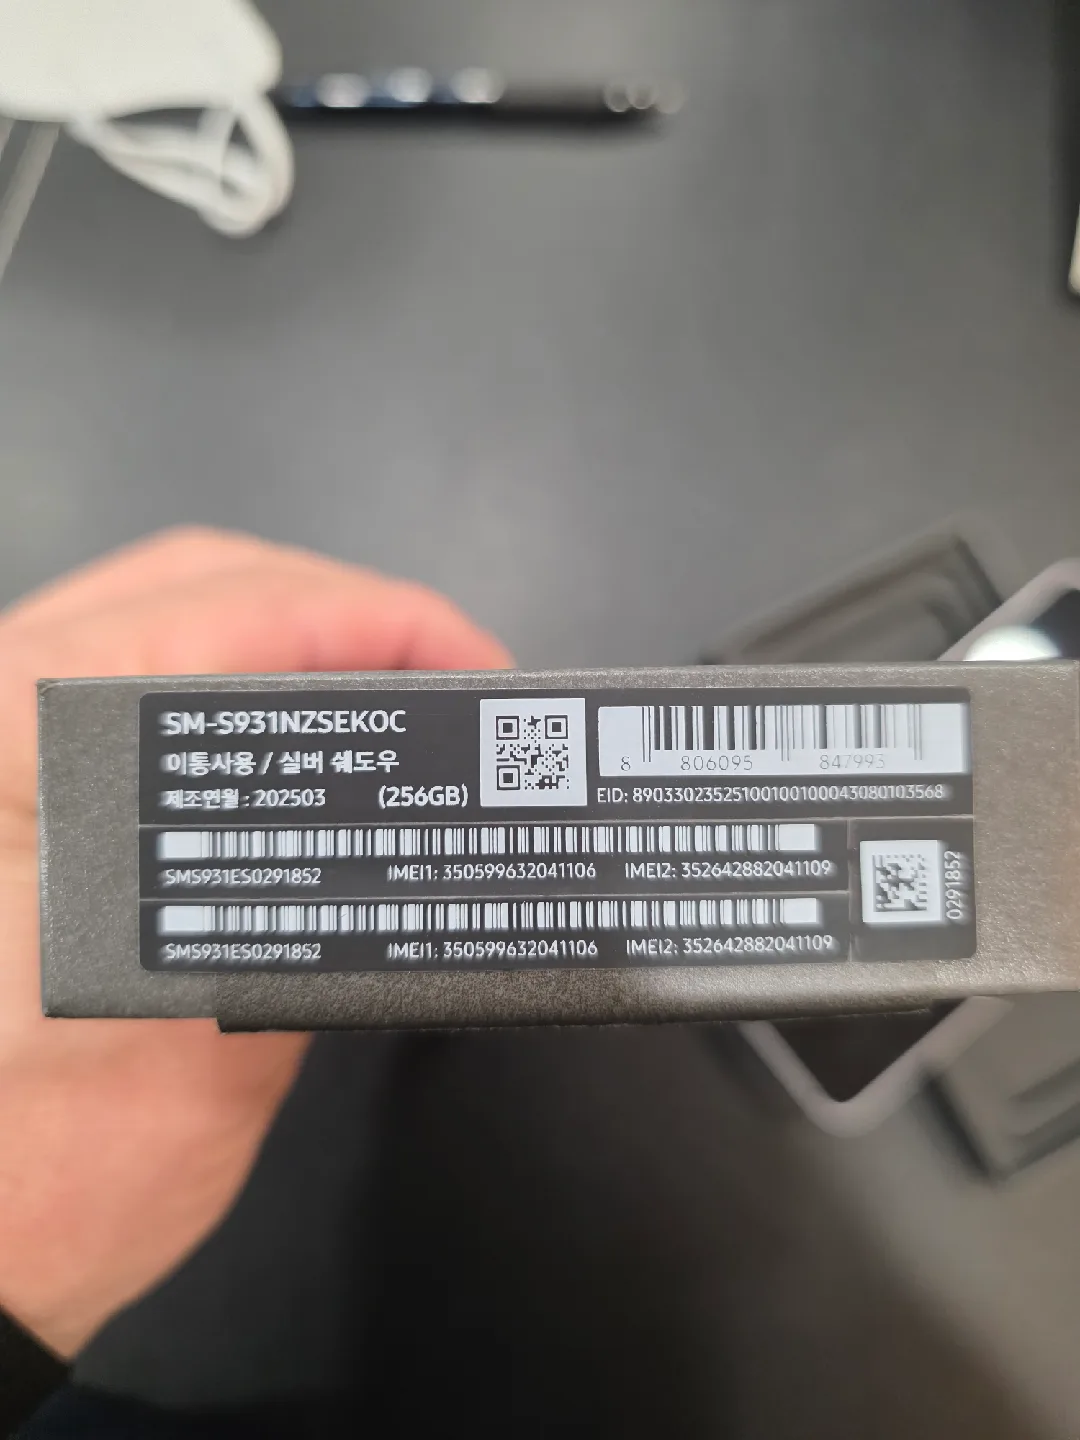 SM-S931NZSEKOC
이통사용 / 실버 쉐도우
제조연월 : 202503 (256GB)
8 806095 847993
EID: 89033023525100100100043080103568
SMS931ES0291852 IMEI1: 350599632041106 IMEI2: 352642882041109
SMS931ES0291852 IMEI1: 350599632041106 IMEI2: 352642882041109
0291852